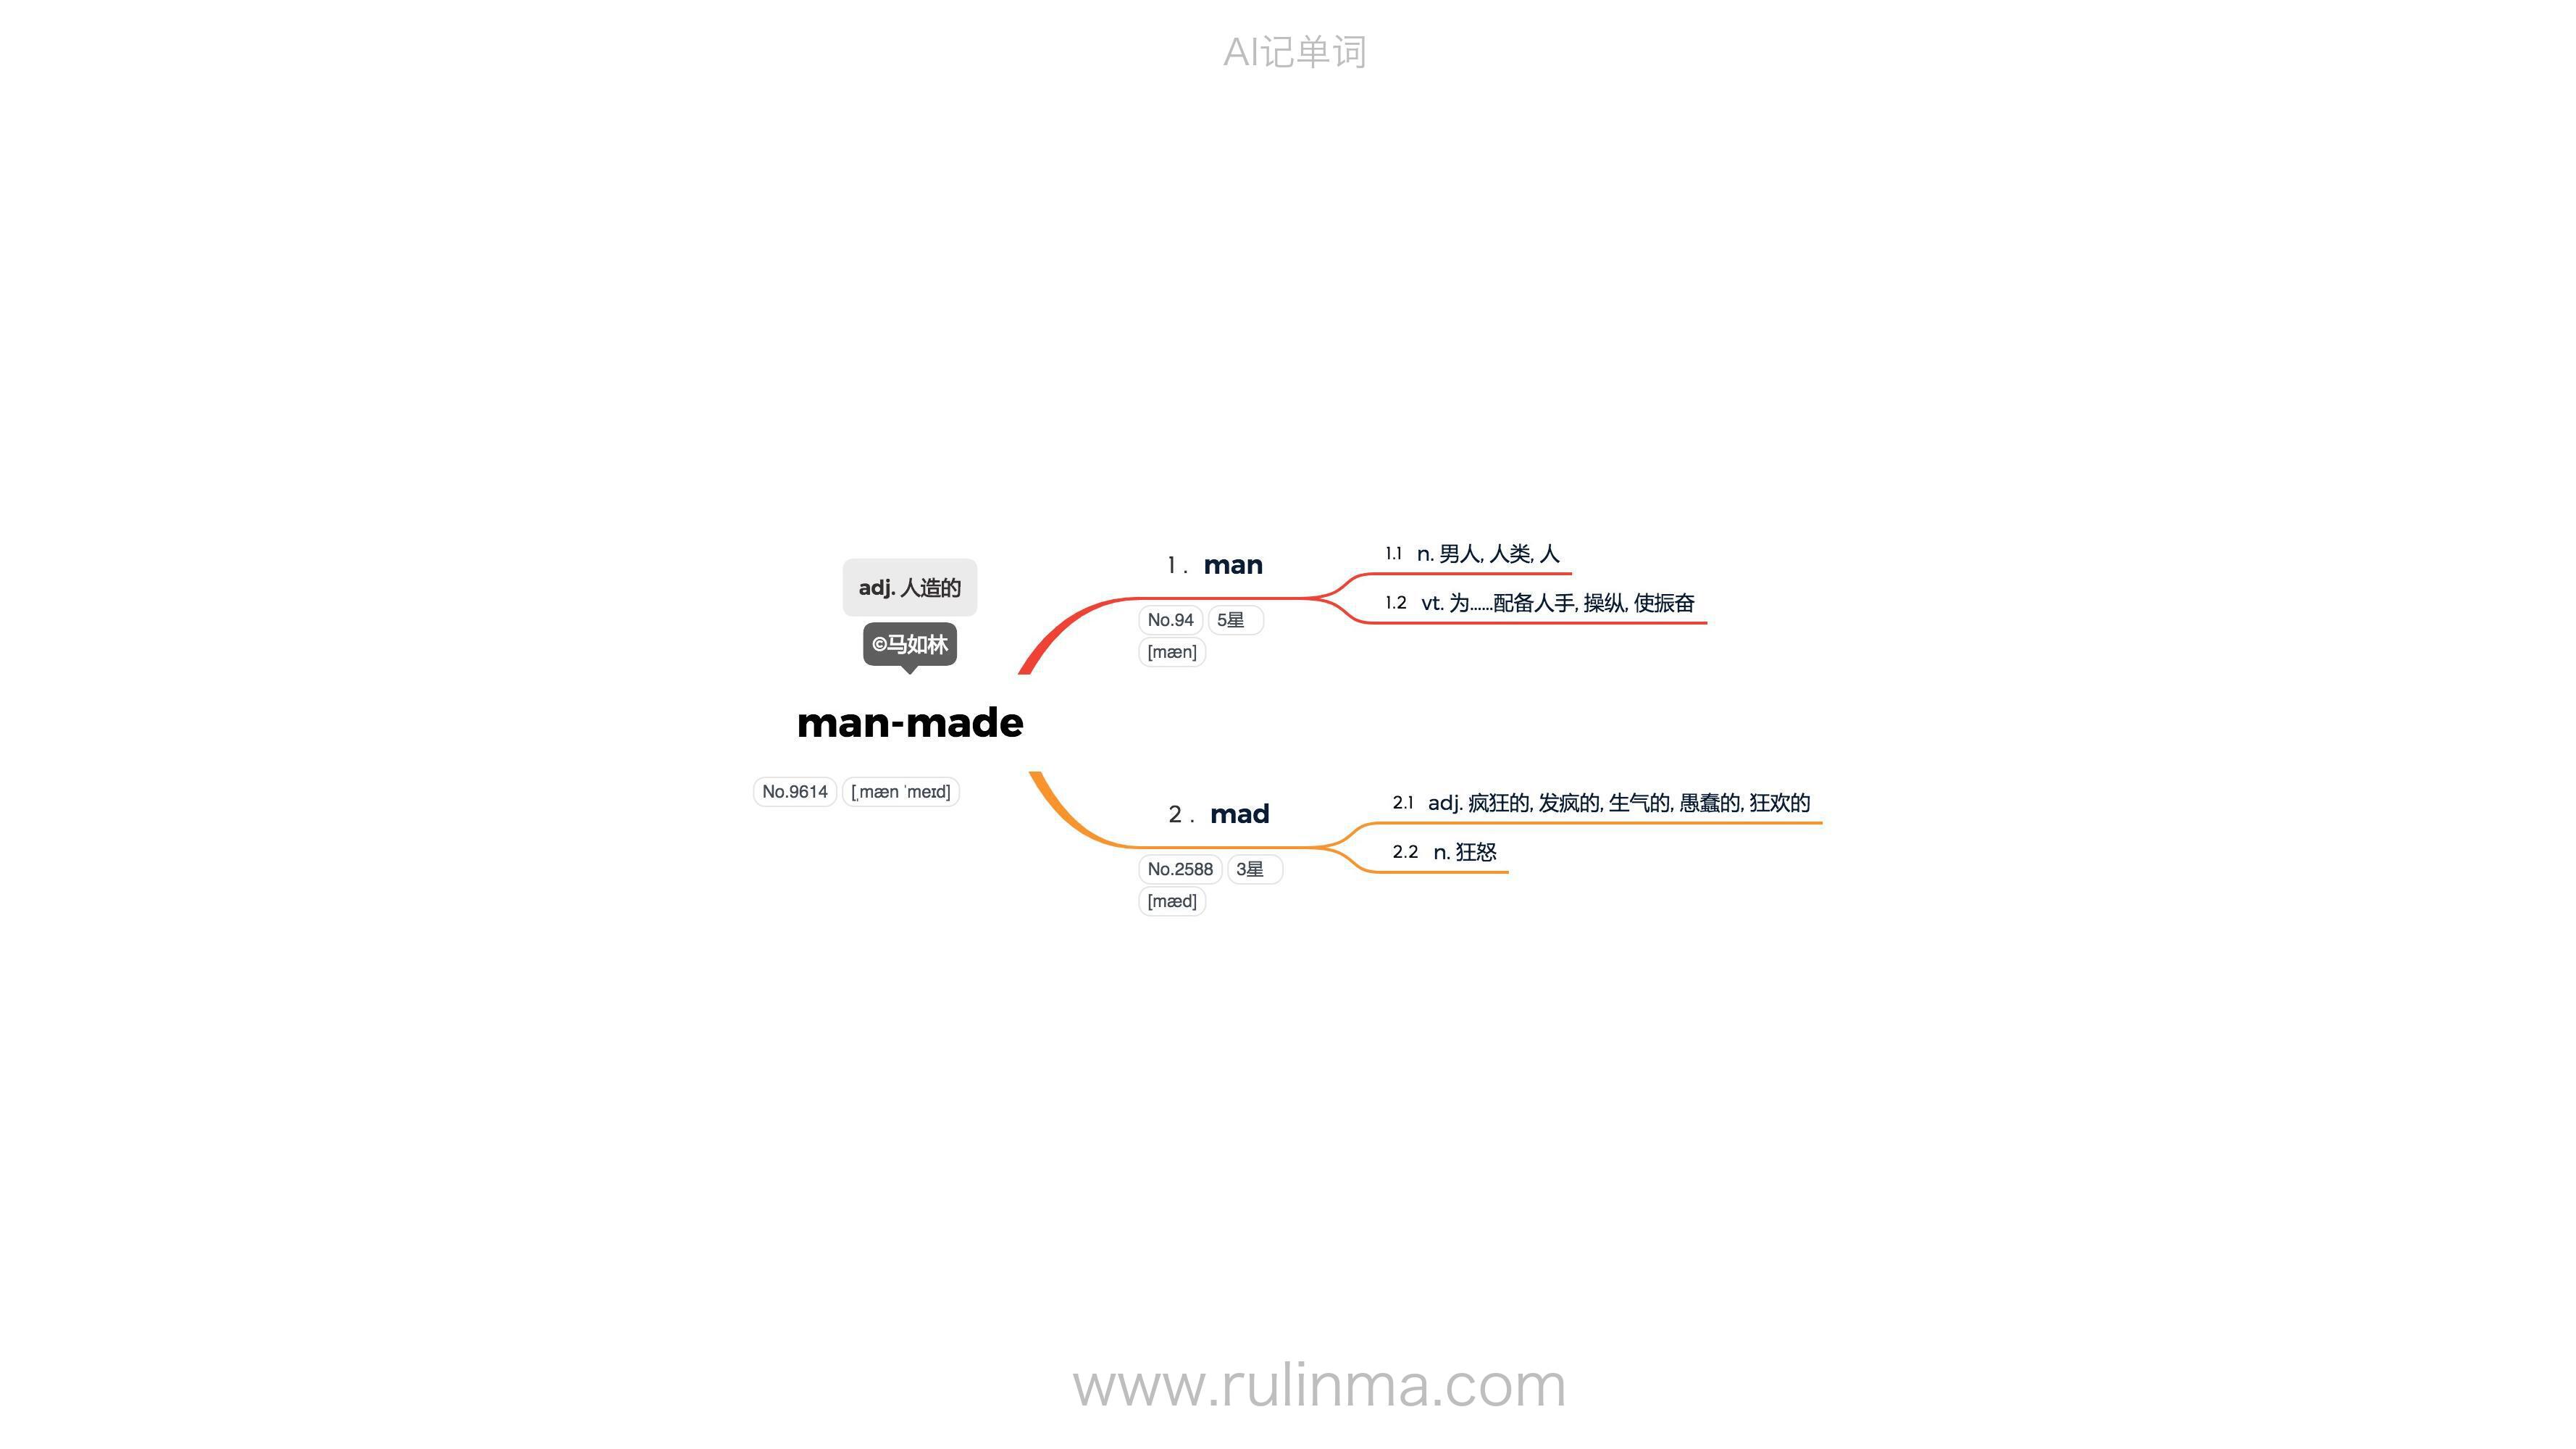 AI记单词
adj. 人造的
©马如林
man-made
No.9614 [ˌmæn ˈmeɪd]
1. man
No.94 5星
[mæn]
1.1 n. 男人, 人类, 人
1.2 vt. 为......配备人手, 操纵, 使振奋
2. mad
No.2588 3星
[mæd]
2.1 adj. 疯狂的, 发疯的, 生气的, 愚蠢的, 狂欢的
2.2 n. 狂怒
www.rulinma.com